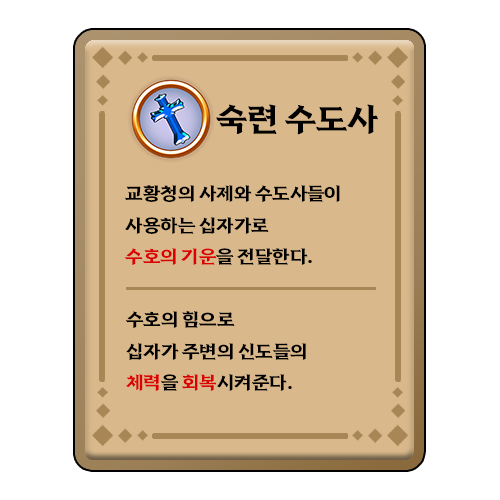 숙련 수도사
교황청의 사제와 수도사들이
사용하는 십자가로
수호의 기운을 전달한다.
수호의 힘으로
십자가 주변의 신도들의
체력을 회복시켜준다.